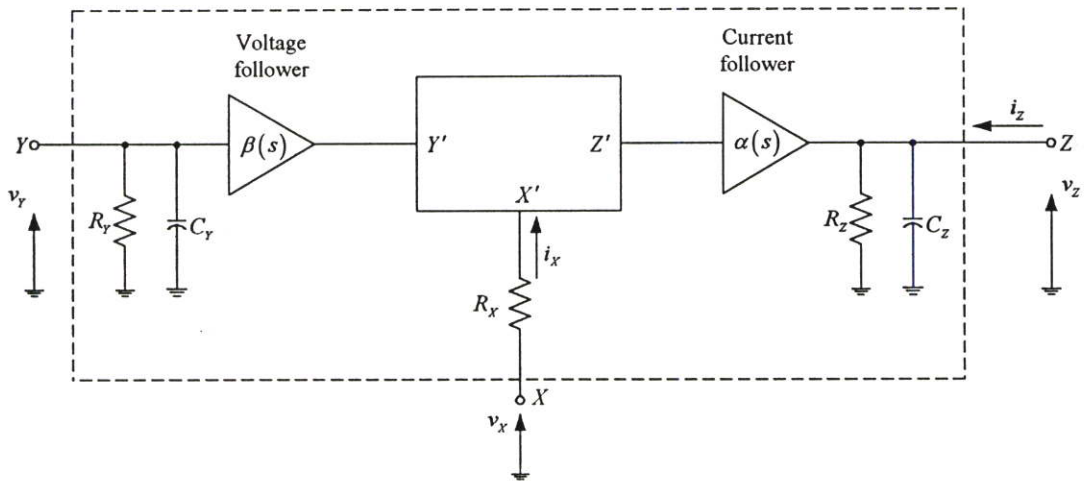 Voltage
follower
Current
follower
Y
β(s)
Y′
Z′
X′
α(s)
i_Z
Z
v_Y
R_Y
C_Y
i_X
R_X
R_Z
C_Z
v_Z
X
v_X